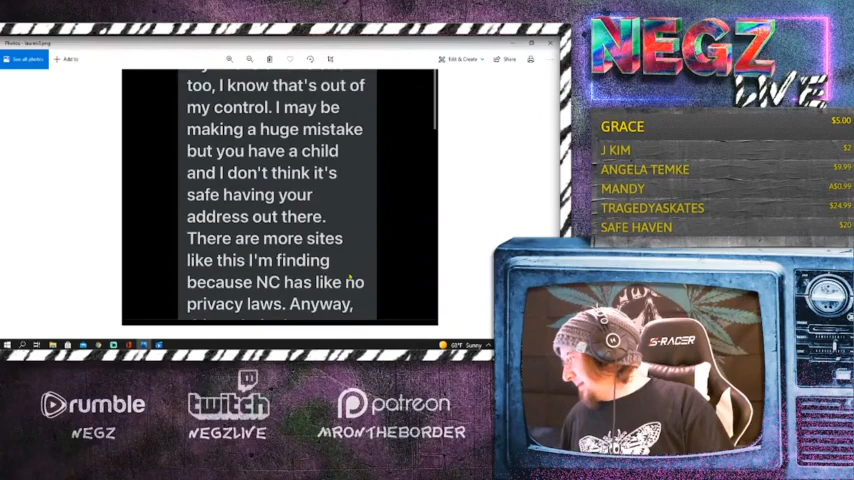 Photos - lauren5.png
See all photos
Add to
Edit & Create
Share
too, I know that's out of
my control. I may be
making a huge mistake
but you have a child
and I don't think it's
safe having your
address out there.
There are more sites
like this I'm finding
because NC has like no
privacy laws. Anyway,
60°F Sunny
NEGZ
LIVE
GRACE $5.00
J KIM $2
ANGELA TEMKE $9.99
MANDY A$0.99
TRAGEDYASKATES $24.99
SAFE HAVEN $20
S-RACER
rumble
NEGZ
twitch
NEGZLIVE
patreon
MRONTHEBORDER